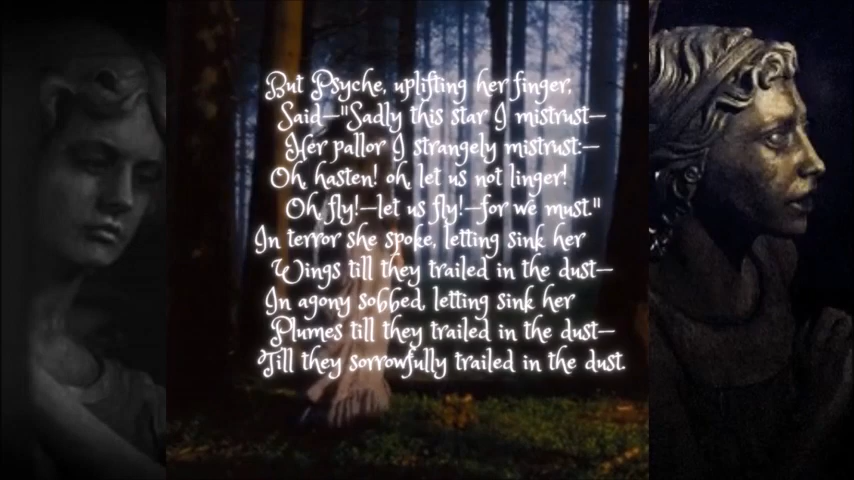 But Psyche, uplifting her finger,
Said—"Sadly this star I mistrust—
Her pallor I strangely mistrust:—
Oh, hasten! oh, let us not linger!
Oh, fly!—let us fly!—for we must."
In terror she spoke, letting sink her
Wings till they trailed in the dust—
In agony sobbed, letting sink her
Plumes till they trailed in the dust—
Till they sorrowfully trailed in the dust.